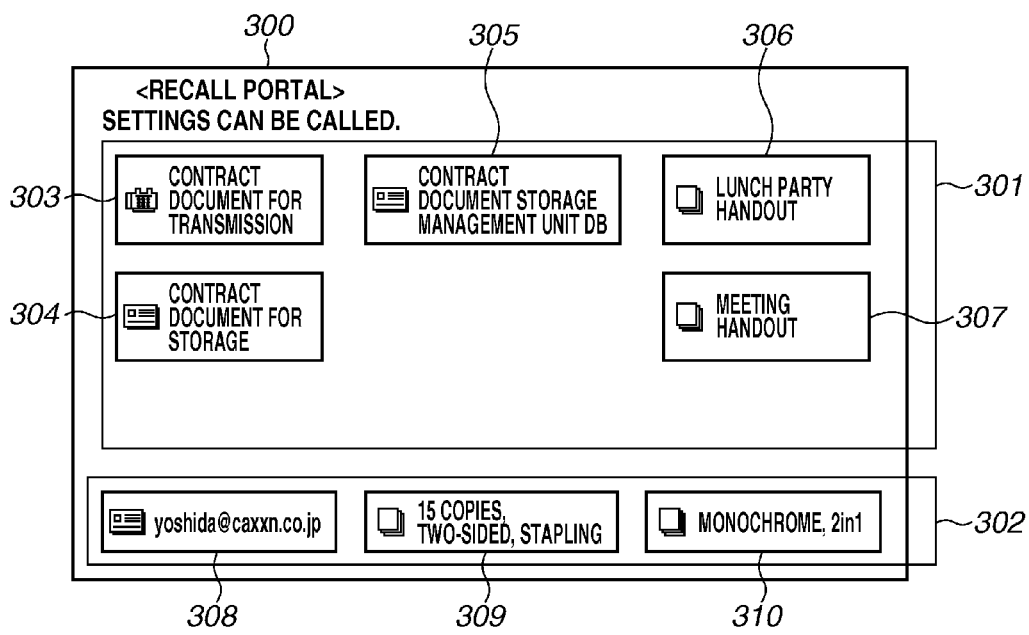 300
305
306
<RECALL PORTAL>
SETTINGS CAN BE CALLED.
303
CONTRACT
DOCUMENT FOR
TRANSMISSION
CONTRACT
DOCUMENT STORAGE
MANAGEMENT UNIT DB
LUNCH PARTY
HANDOUT
301
304
CONTRACT
DOCUMENT FOR
STORAGE
MEETING
HANDOUT
307
yoshida@caxxn.co.jp
15 COPIES,
TWO-SIDED, STAPLING
MONOCHROME, 2in1
302
308
309
310